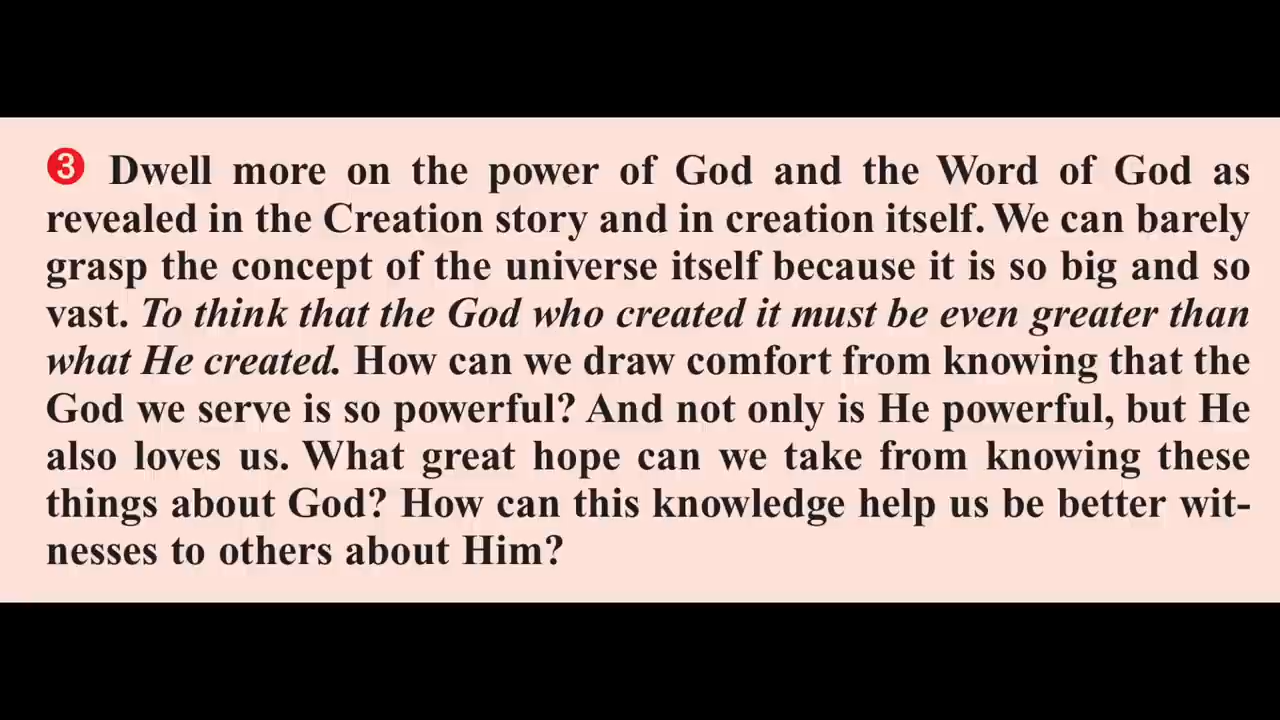 3 Dwell more on the power of God and the Word of God as
revealed in the Creation story and in creation itself. We can barely
grasp the concept of the universe itself because it is so big and so
vast. To think that the God who created it must be even greater than
what He created. How can we draw comfort from knowing that the
God we serve is so powerful? And not only is He powerful, but He
also loves us. What great hope can we take from knowing these
things about God? How can this knowledge help us be better wit-
nesses to others about Him?